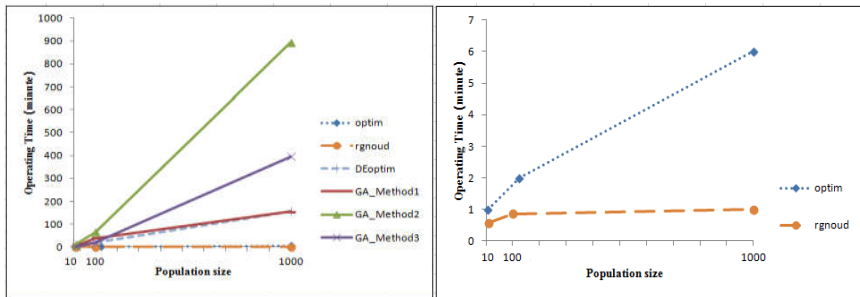 1000
900
800
700
600
500
400
300
200
100
0
Operating Time (minute)
10 100 1000
Population size
optim
rgnoud
DEoptim
GA_Method1
GA_Method2
GA_Method3
7
6
5
4
3
2
1
0
Operating Time (minute)
10 100 1000
Population size
optim
rgnoud